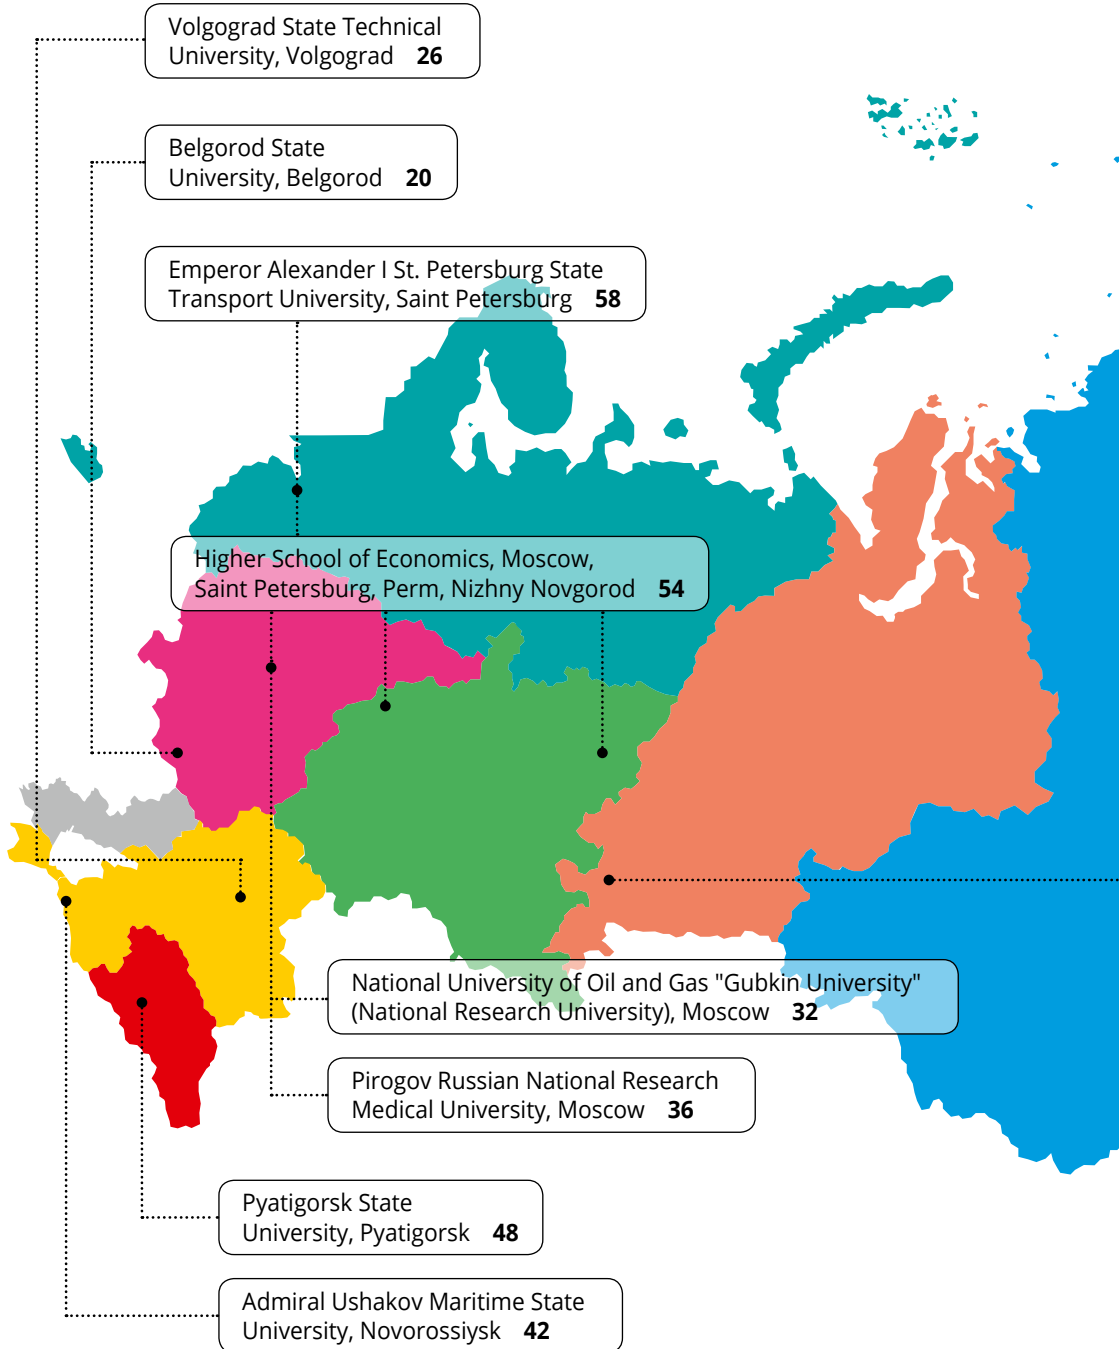 Volgograd State Technical
University, Volgograd 26
Belgorod State
University, Belgorod 20
Emperor Alexander I St. Petersburg State
Transport University, Saint Petersburg 58
Higher School of Economics, Moscow,
Saint Petersburg, Perm, Nizhny Novgorod 54
National University of Oil and Gas "Gubkin University"
(National Research University), Moscow 32
Pirogov Russian National Research
Medical University, Moscow 36
Pyatigorsk State
University, Pyatigorsk 48
Admiral Ushakov Maritime State
University, Novorossiysk 42